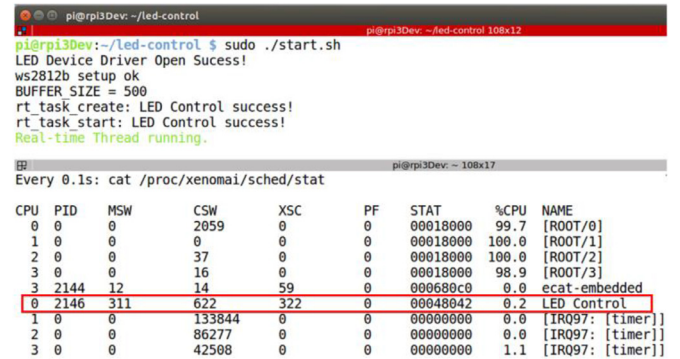 pi@rpi3Dev: ~/led-control
pi@rpi3Dev: ~/led-control 108x12
pi@rpi3Dev:~/led-control $ sudo ./start.sh
LED Device Driver Open Sucess!
ws2812b setup ok
BUFFER_SIZE = 500
rt_task_create: LED Control success!
rt_task_start: LED Control success!
Real-time Thread running.
pi@rpi3Dev: ~ 108x17
Every 0.1s: cat /proc/xenomai/sched/stat
CPU PID MSW CSW XSC PF STAT %CPU NAME
0 0 0 2059 0 0 00018000 99.7 [ROOT/0]
1 0 0 0 0 0 00018000 100.0 [ROOT/1]
2 0 0 37 0 0 00018000 100.0 [ROOT/2]
3 0 0 16 0 0 00018000 98.9 [ROOT/3]
3 2144 12 14 59 0 000680c0 0.0 ecat-embedded
0 2146 311 622 322 0 00048042 0.2 LED Control
1 0 0 133844 0 0 00000000 0.0 [IRQ97: [timer]]
2 0 0 86277 0 0 00000000 0.0 [IRQ97: [timer]]
3 0 0 42508 0 0 00000000 1.1 [IRQ97: [timer]]